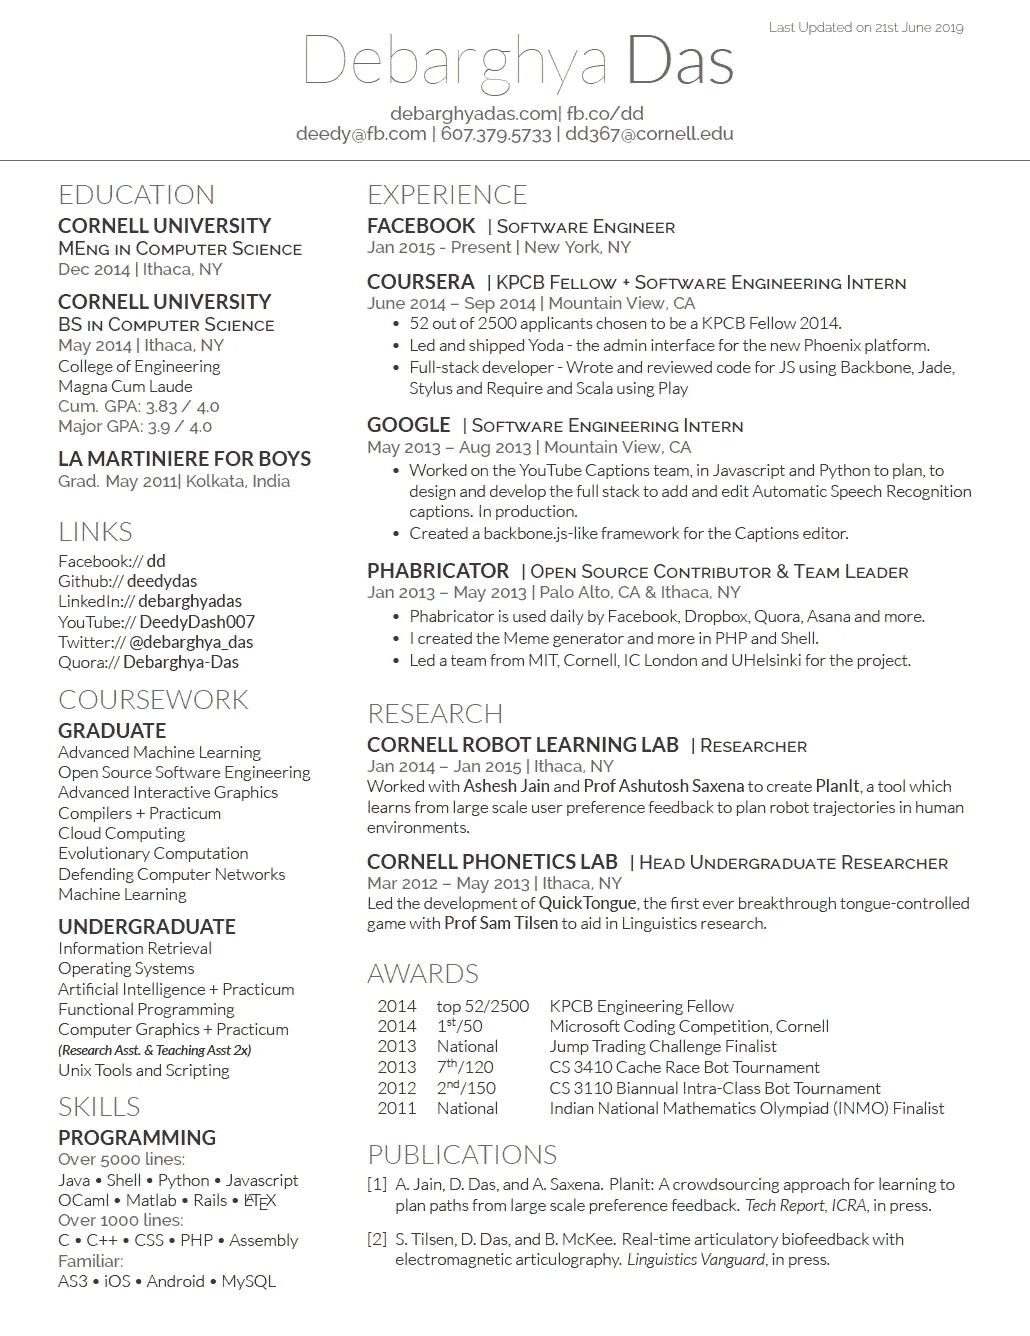 Last Updated on 21st June 2019
Debarghya Das
debarghyadas.com| fb.co/dd
deedy@fb.com | 607.379.5733 | dd367@cornell.edu
EDUCATION
CORNELL UNIVERSITY
MEng in Computer Science
Dec 2014 | Ithaca, NY
CORNELL UNIVERSITY
BS in Computer Science
May 2014 | Ithaca, NY
College of Engineering
Magna Cum Laude
Cum. GPA: 3.83 / 4.0
Major GPA: 3.9 / 4.0
LA MARTINIERE FOR BOYS
Grad. May 2011| Kolkata, India
LINKS
Facebook:// dd
Github:// deedydas
LinkedIn:// debarghyadas
YouTube:// DeedyDash007
Twitter:// @debarghya_das
Quora:// Debarghya-Das
COURSEWORK
GRADUATE
Advanced Machine Learning
Open Source Software Engineering
Advanced Interactive Graphics
Compilers + Practicum
Cloud Computing
Evolutionary Computation
Defending Computer Networks
Machine Learning
UNDERGRADUATE
Information Retrieval
Operating Systems
Artificial Intelligence + Practicum
Functional Programming
Computer Graphics + Practicum
(Research Asst. & Teaching Asst 2x)
Unix Tools and Scripting
SKILLS
PROGRAMMING
Over 5000 lines:
Java • Shell • Python • Javascript
OCaml • Matlab • Rails • LATEX
Over 1000 lines:
C • C++ • CSS • PHP • Assembly
Familiar:
AS3 • iOS • Android • MySQL
EXPERIENCE
FACEBOOK | Software Engineer
Jan 2015 - Present | New York, NY
COURSERA | KPCB Fellow + Software Engineering Intern
June 2014 – Sep 2014 | Mountain View, CA
• 52 out of 2500 applicants chosen to be a KPCB Fellow 2014.
• Led and shipped Yoda - the admin interface for the new Phoenix platform.
• Full-stack developer - Wrote and reviewed code for JS using Backbone, Jade,
Stylus and Require and Scala using Play
GOOGLE | Software Engineering Intern
May 2013 – Aug 2013 | Mountain View, CA
• Worked on the YouTube Captions team, in Javascript and Python to plan, to
design and develop the full stack to add and edit Automatic Speech Recognition
captions. In production.
• Created a backbone.js-like framework for the Captions editor.
PHABRICATOR | Open Source Contributor & Team Leader
Jan 2013 – May 2013 | Palo Alto, CA & Ithaca, NY
• Phabricator is used daily by Facebook, Dropbox, Quora, Asana and more.
• I created the Meme generator and more in PHP and Shell.
• Led a team from MIT, Cornell, IC London and UHelsinki for the project.
RESEARCH
CORNELL ROBOT LEARNING LAB | Researcher
Jan 2014 – Jan 2015 | Ithaca, NY
Worked with Ashesh Jain and Prof Ashutosh Saxena to create PlanIt, a tool which
learns from large scale user preference feedback to plan robot trajectories in human
environments.
CORNELL PHONETICS LAB | Head Undergraduate Researcher
Mar 2012 – May 2013 | Ithaca, NY
Led the development of QuickTongue, the first ever breakthrough tongue-controlled
game with Prof Sam Tilsen to aid in Linguistics research.
AWARDS
2014 top 52/2500 KPCB Engineering Fellow
2014 1st/50 Microsoft Coding Competition, Cornell
2013 National Jump Trading Challenge Finalist
2013 7th/120 CS 3410 Cache Race Bot Tournament
2012 2nd/150 CS 3110 Biannual Intra-Class Bot Tournament
2011 National Indian National Mathematics Olympiad (INMO) Finalist
PUBLICATIONS
[1] A. Jain, D. Das, and A. Saxena. Planit: A crowdsourcing approach for learning to
plan paths from large scale preference feedback. Tech Report, ICRA, in press.
[2] S. Tilsen, D. Das, and B. McKee. Real-time articulatory biofeedback with
electromagnetic articulography. Linguistics Vanguard, in press.